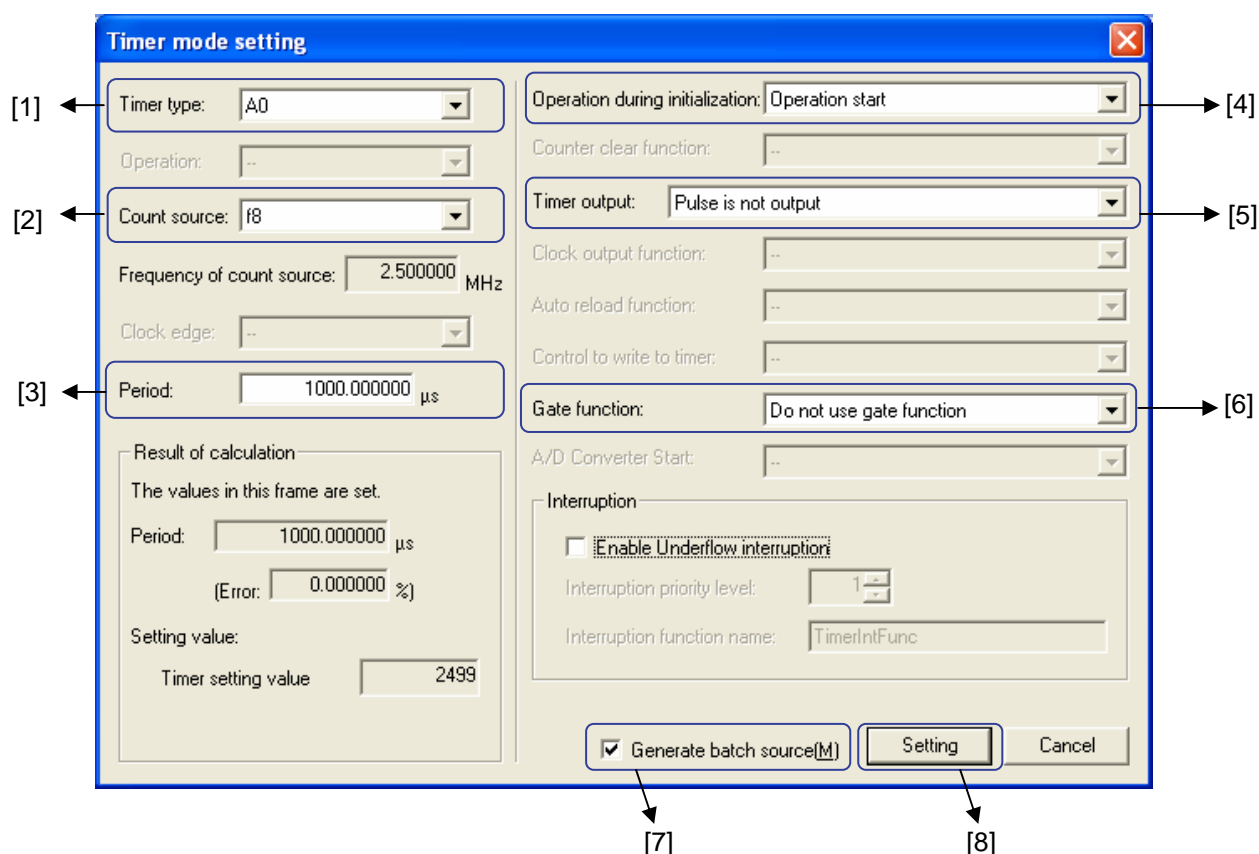 Timer mode setting
[1]
Timer type: A0
Operation: --
[2]
Count source: f8
Frequency of count source: 2.500000 MHz
Clock edge: --
[3]
Period: 1000.000000 µs
Result of calculation
The values in this frame are set.
Period: 1000.000000 µs
(Error: 0.000000 %)
Setting value:
Timer setting value 2499
Operation during initialization: Operation start
[4]
Counter clear function: --
Timer output: Pulse is not output
[5]
Clock output function: --
Auto reload function: --
Control to write to timer: --
Gate function: Do not use gate function
[6]
A/D Converter Start: --
Interruption
Enable Underflow interruption
Interruption priority level: 1
Interruption function name: TimerIntFunc
Generate batch source(M)
Setting
Cancel
[7]
[8]